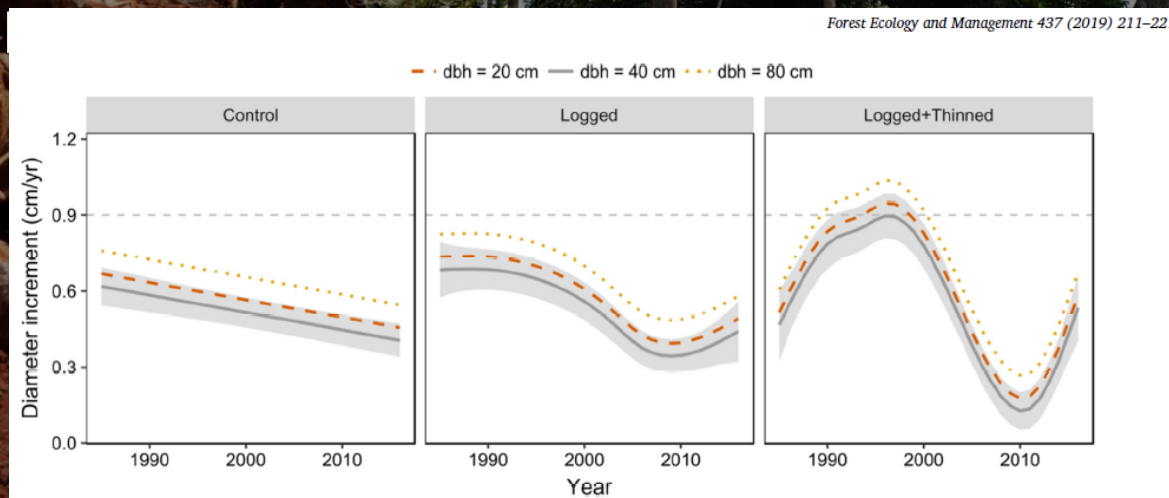 Forest Ecology and Management 437 (2019) 211–22
dbh = 20 cm dbh = 40 cm dbh = 80 cm
Control Logged Logged+Thinned
Diameter increment (cm/yr)
1.2
0.9
0.6
0.3
0.0
1990 2000 2010 1990 2000 2010 1990 2000 2010
Year